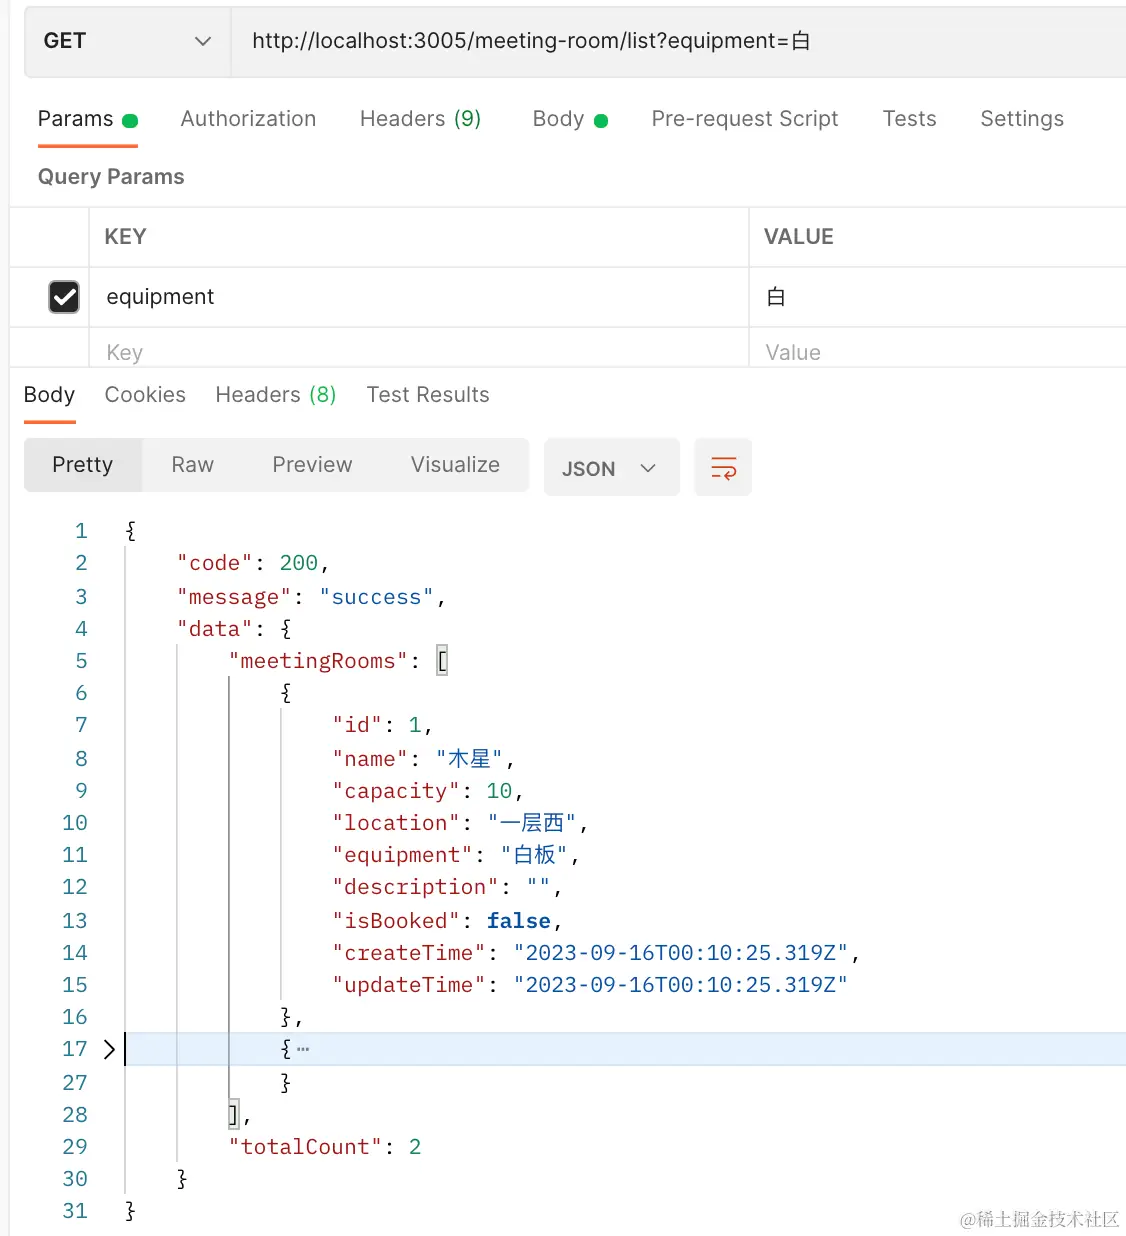 GET http://localhost:3005/meeting-room/list?equipment=白
Params Authorization Headers (9) Body Pre-request Script Tests Settings
Query Params
KEY VALUE
equipment 白
Key Value
Body Cookies Headers (8) Test Results
Pretty Raw Preview Visualize JSON
1 {
2 "code": 200,
3 "message": "success",
4 "data": {
5 "meetingRooms": [
6 {
7 "id": 1,
8 "name": "木星",
9 "capacity": 10,
10 "location": "一层西",
11 "equipment": "白板",
12 "description": "",
13 "isBooked": false,
14 "createTime": "2023-09-16T00:10:25.319Z",
15 "updateTime": "2023-09-16T00:10:25.319Z"
16 },
17 {…
27 }
28 ],
29 "totalCount": 2
30 }
31 }
@稀土掘金技术社区